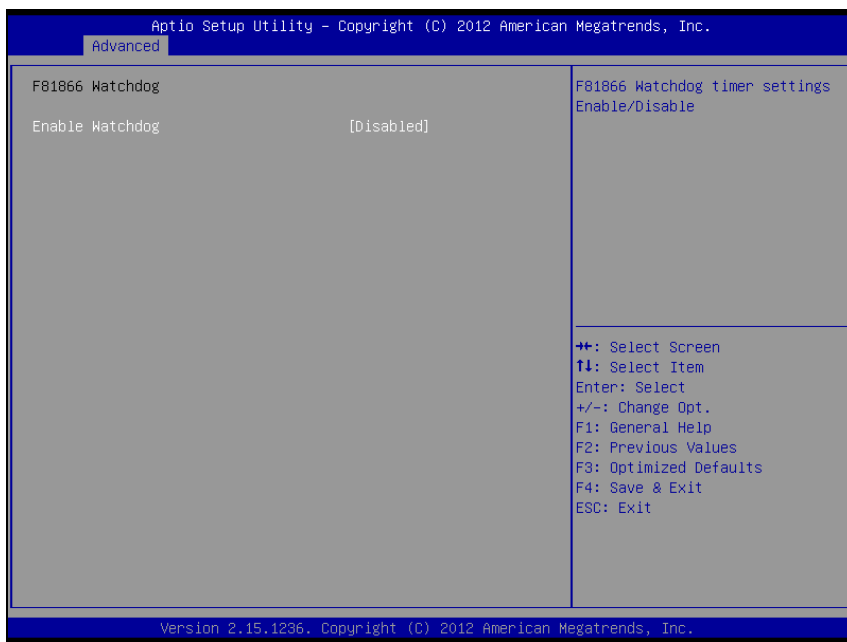 Aptio Setup Utility – Copyright (C) 2012 American Megatrends, Inc.
Advanced
F81866 Watchdog
Enable Watchdog [Disabled]
F81866 Watchdog timer settings
Enable/Disable
→←: Select Screen
↑↓: Select Item
Enter: Select
+/-: Change Opt.
F1: General Help
F2: Previous Values
F3: Optimized Defaults
F4: Save & Exit
ESC: Exit
Version 2.15.1236. Copyright (C) 2012 American Megatrends, Inc.